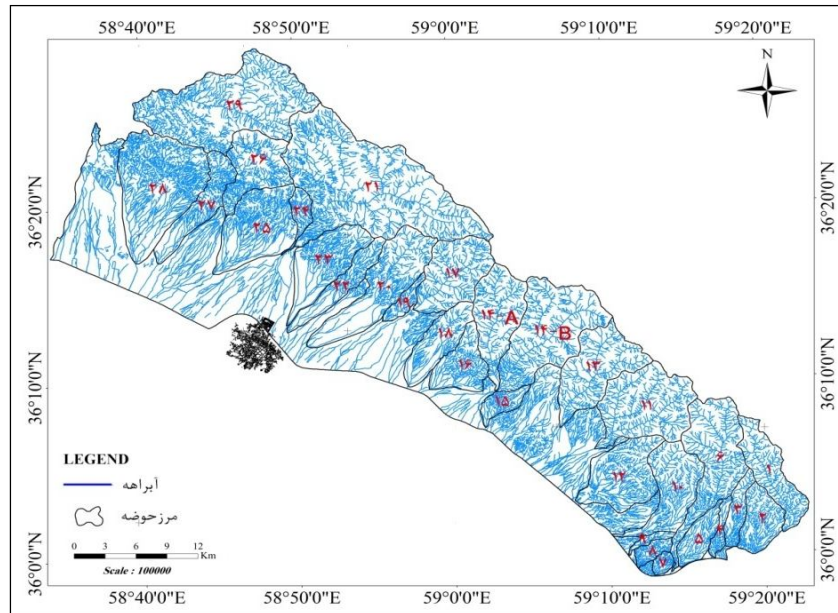 58°40'0"E 58°50'0"E 59°0'0"E 59°10'0"E 59°20'0"E
N
36°20'0"N 36°20'0"N
36°10'0"N 36°10'0"N
36°0'0"N 36°0'0"N
۲۹
۲۶
۲۸ ۲۷ ۲۵ ۲۴ ۲۱
۲۳
۲۲ ۲۰ ۱۹ ۱۷
۱۸ ۱۴-A ۱۴-B
۱۶ ۱۳
۱۵ ۱۱
۱۲ ۱۰ ۶ ۱
۵ ۴ ۳ ۲
۹
۸
۷
LEGEND
آبراهه
مرزحوضه
0 3 6 9 12
Km
Scale : 100000
58°40'0"E 58°50'0"E 59°0'0"E 59°10'0"E 59°20'0"E